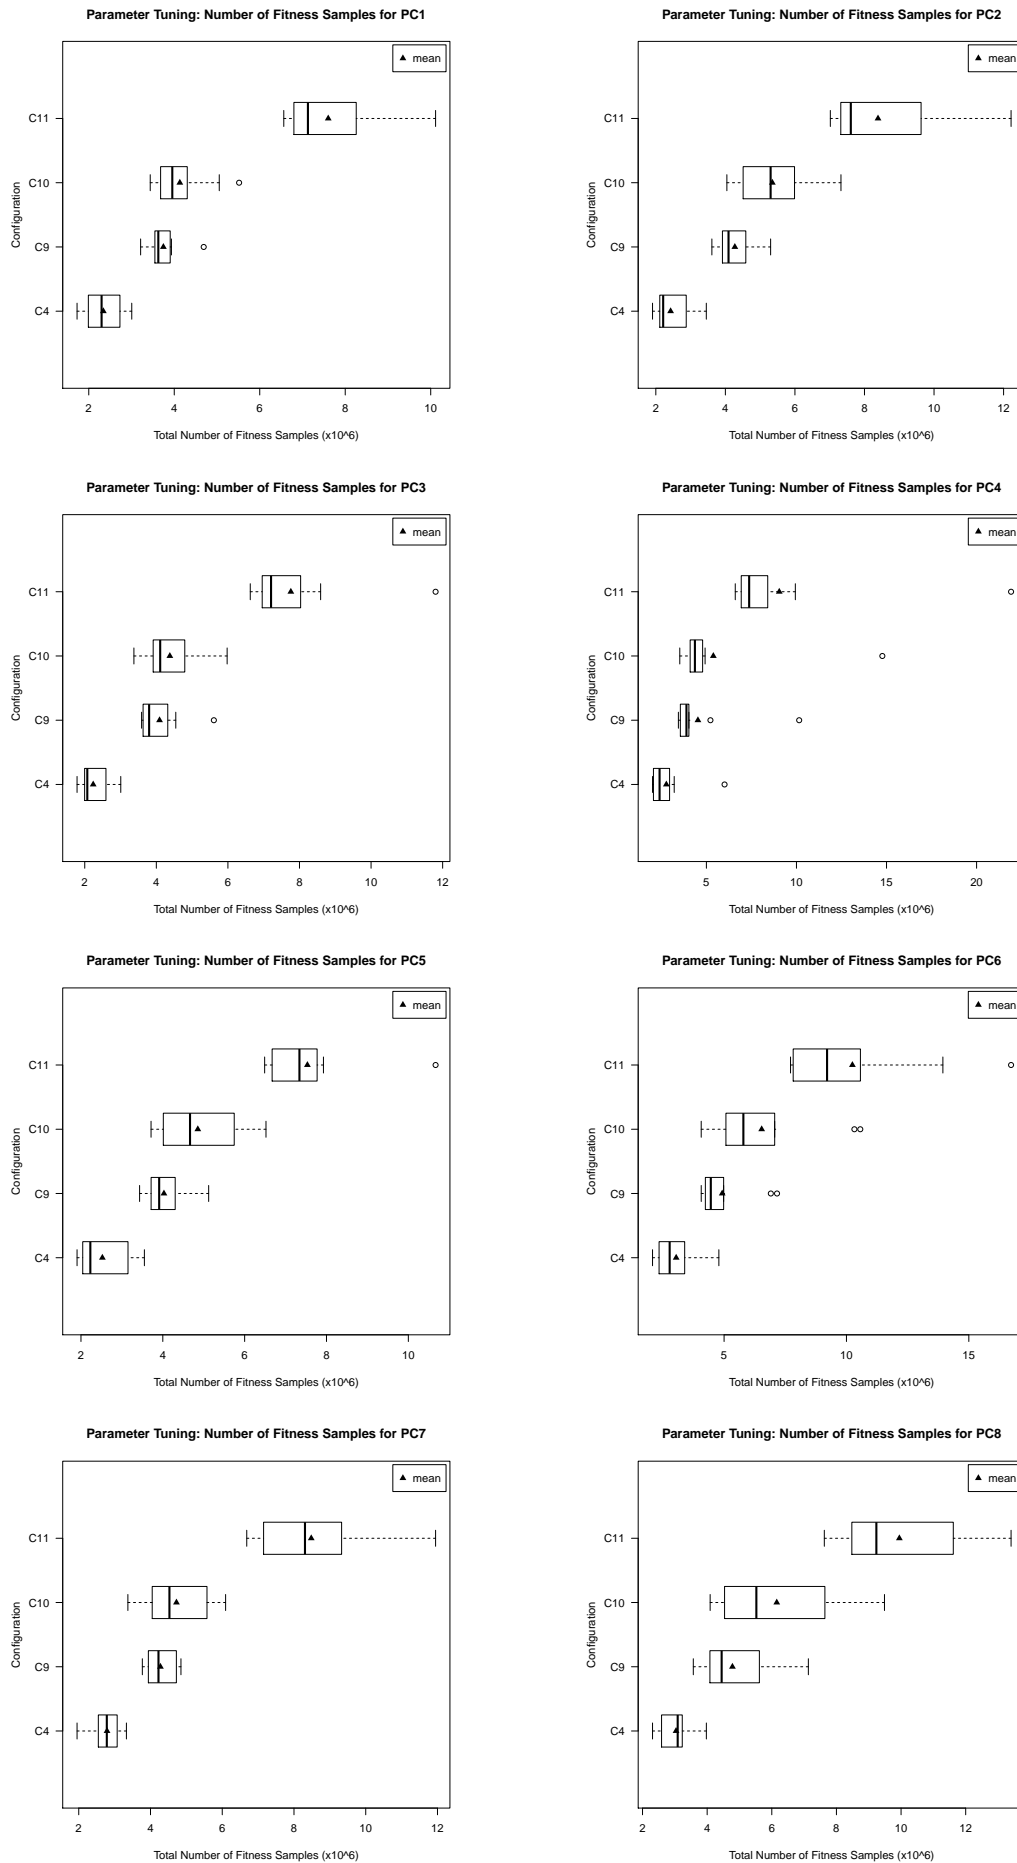 Parameter Tuning: Number of Fitness Samples for PC1
mean
C11
C10
C9
C4
Configuration
2 4 6 8 10
Total Number of Fitness Samples (x10^6)
Parameter Tuning: Number of Fitness Samples for PC2
mean
C11
C10
C9
C4
Configuration
2 4 6 8 10 12
Total Number of Fitness Samples (x10^6)
Parameter Tuning: Number of Fitness Samples for PC3
mean
C11
C10
C9
C4
Configuration
2 4 6 8 10 12
Total Number of Fitness Samples (x10^6)
Parameter Tuning: Number of Fitness Samples for PC4
mean
C11
C10
C9
C4
Configuration
5 10 15 20
Total Number of Fitness Samples (x10^6)
Parameter Tuning: Number of Fitness Samples for PC5
mean
C11
C10
C9
C4
Configuration
2 4 6 8 10
Total Number of Fitness Samples (x10^6)
Parameter Tuning: Number of Fitness Samples for PC6
mean
C11
C10
C9
C4
Configuration
5 10 15
Total Number of Fitness Samples (x10^6)
Parameter Tuning: Number of Fitness Samples for PC7
mean
C11
C10
C9
C4
Configuration
2 4 6 8 10 12
Total Number of Fitness Samples (x10^6)
Parameter Tuning: Number of Fitness Samples for PC8
mean
C11
C10
C9
C4
Configuration
2 4 6 8 10 12
Total Number of Fitness Samples (x10^6)